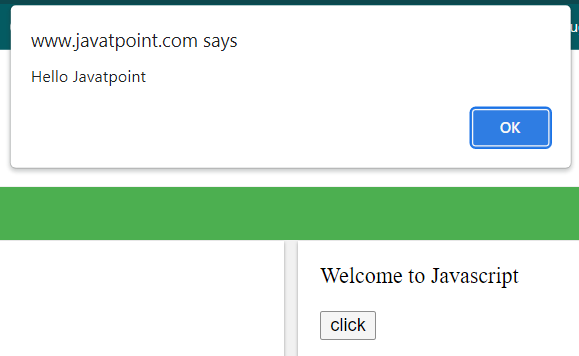 www.javatpoint.com says
Hello Javatpoint
OK
Welcome to Javascript
click